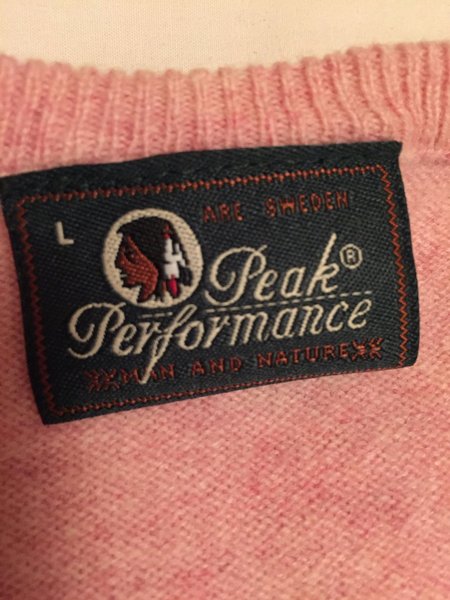 L
ARE SWEDEN
Peak®
Performance
MAN AND NATURE